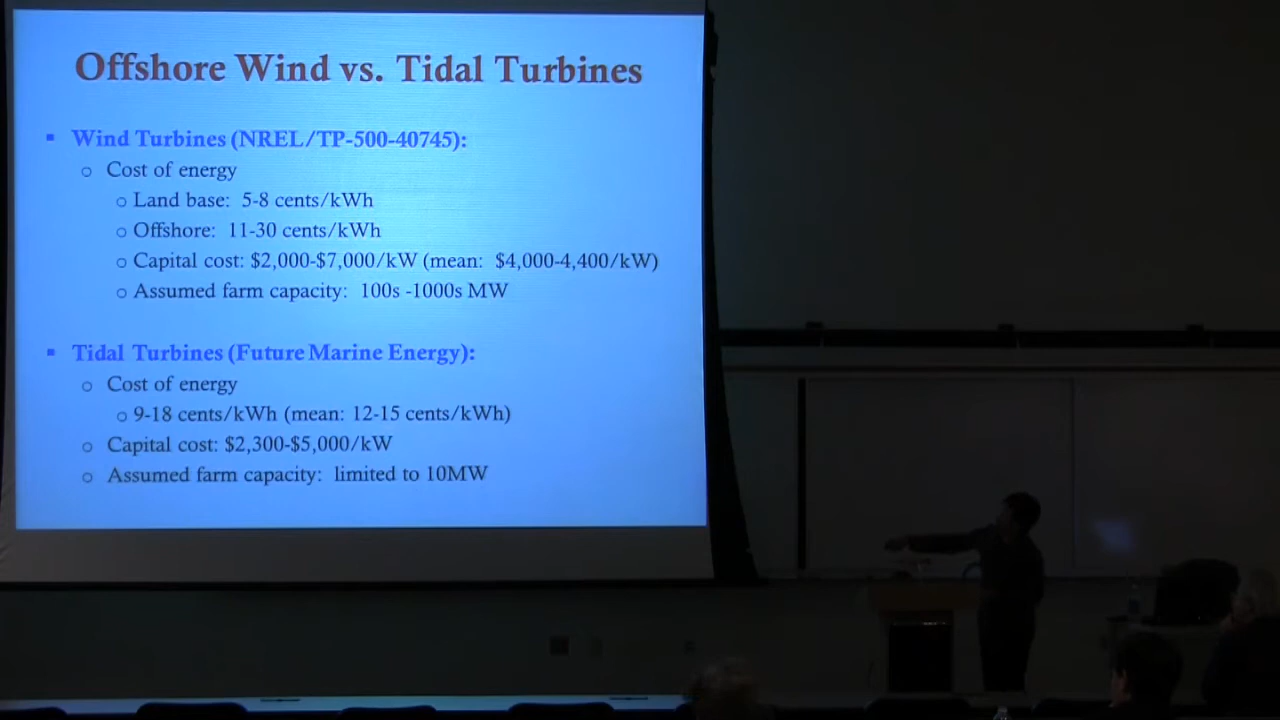 Offshore Wind vs. Tidal Turbines
▪ Wind Turbines (NREL/TP-500-40745):
o Cost of energy
o Land base: 5-8 cents/kWh
o Offshore: 11-30 cents/kWh
o Capital cost: $2,000-$7,000/kW (mean: $4,000-4,400/kW)
o Assumed farm capacity: 100s -1000s MW
▪ Tidal Turbines (Future Marine Energy):
o Cost of energy
o 9-18 cents/kWh (mean: 12-15 cents/kWh)
o Capital cost: $2,300-$5,000/kW
o Assumed farm capacity: limited to 10MW